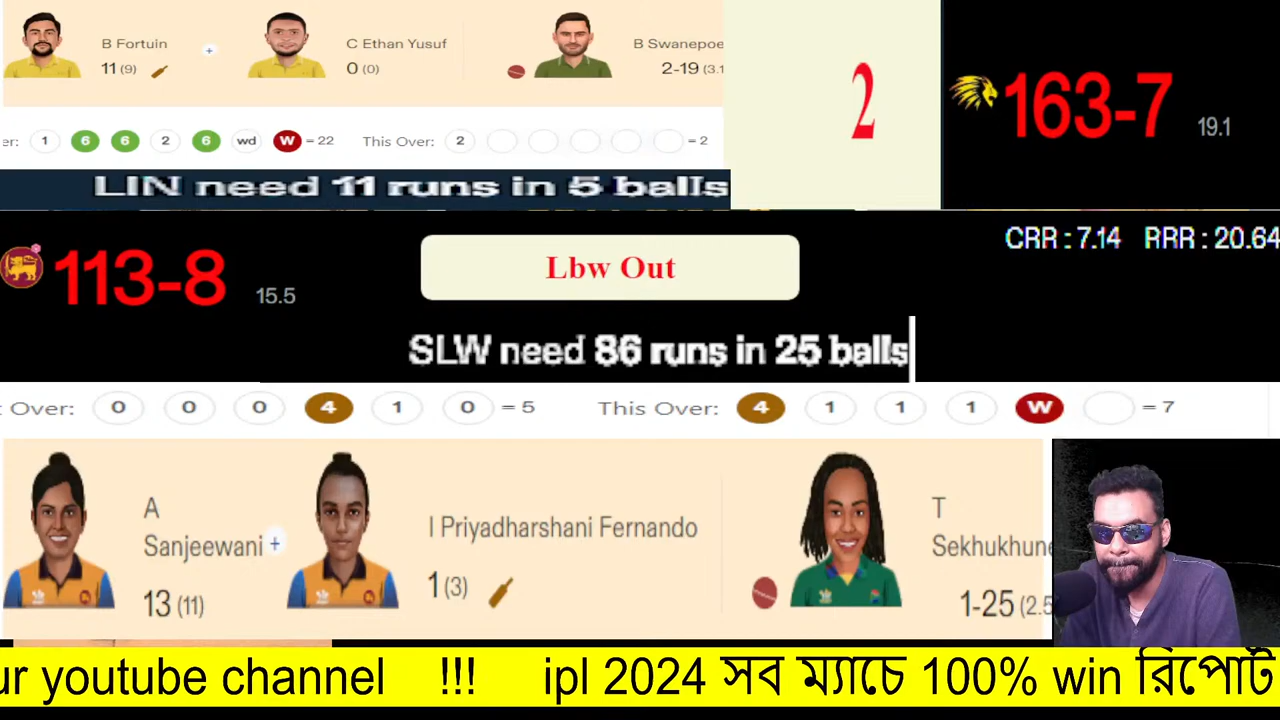 B Fortuin
11 (9)
+
C Ethan Yusuf
0 (0)
B Swanepoe
2-19 (3.1
er: 1 6 6 2 6 wd W = 22 This Over: 2 = 2
LIN need 11 runs in 5 balls
2
163-7 19.1
CRR : 7.14 RRR : 20.64
113-8 15.5
Lbw Out
SLW need 86 runs in 25 balls
t Over: 0 0 0 4 1 0 = 5 This Over: 4 1 1 1 W = 7
A
Sanjeewani +
13 (11)
I Priyadharshani Fernando
1 (3)
T
Sekhukhune
1-25 (2.5
ur youtube channel !!! ipl 2024 সব ম্যাচে 100% win রিপোর্ট